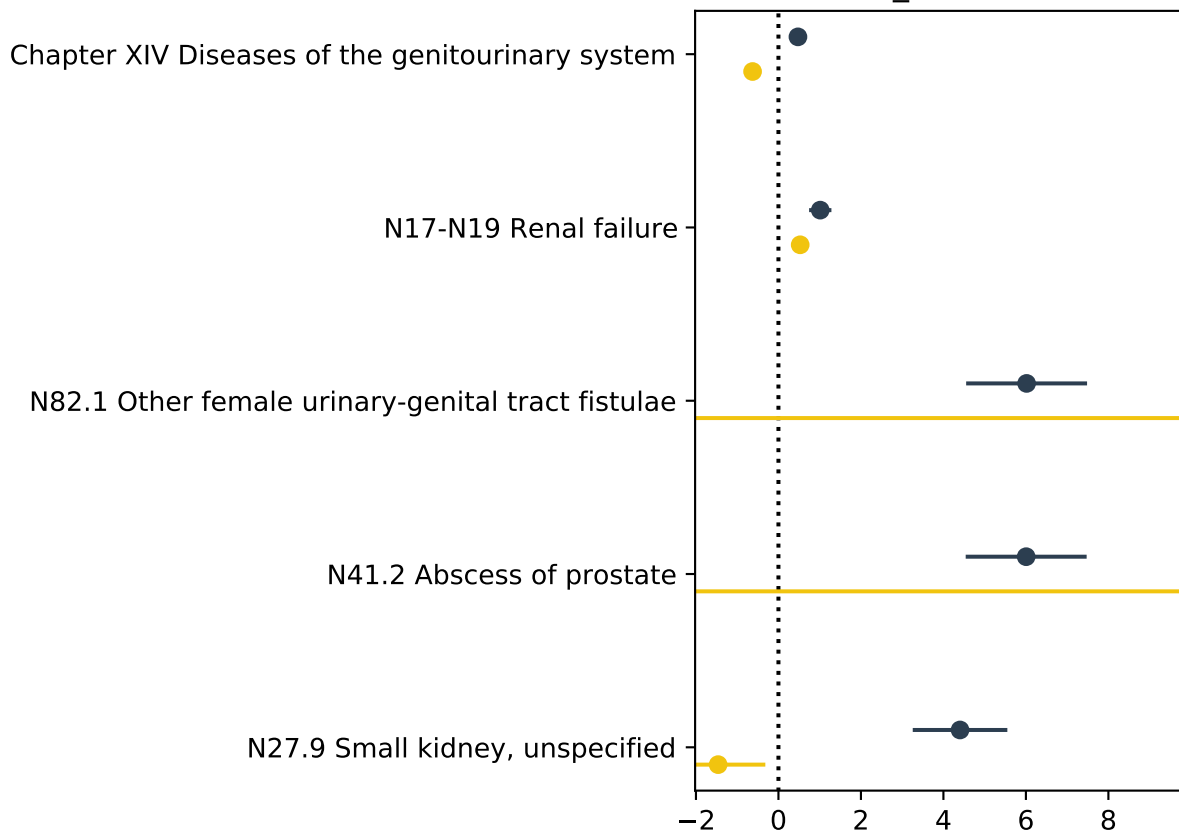 Chapter XIV Diseases of the genitourinary system
N17-N19 Renal failure
N82.1 Other female urinary-genital tract fistulae
N41.2 Abscess of prostate
N27.9 Small kidney, unspecified
−2 0 2 4 6 8